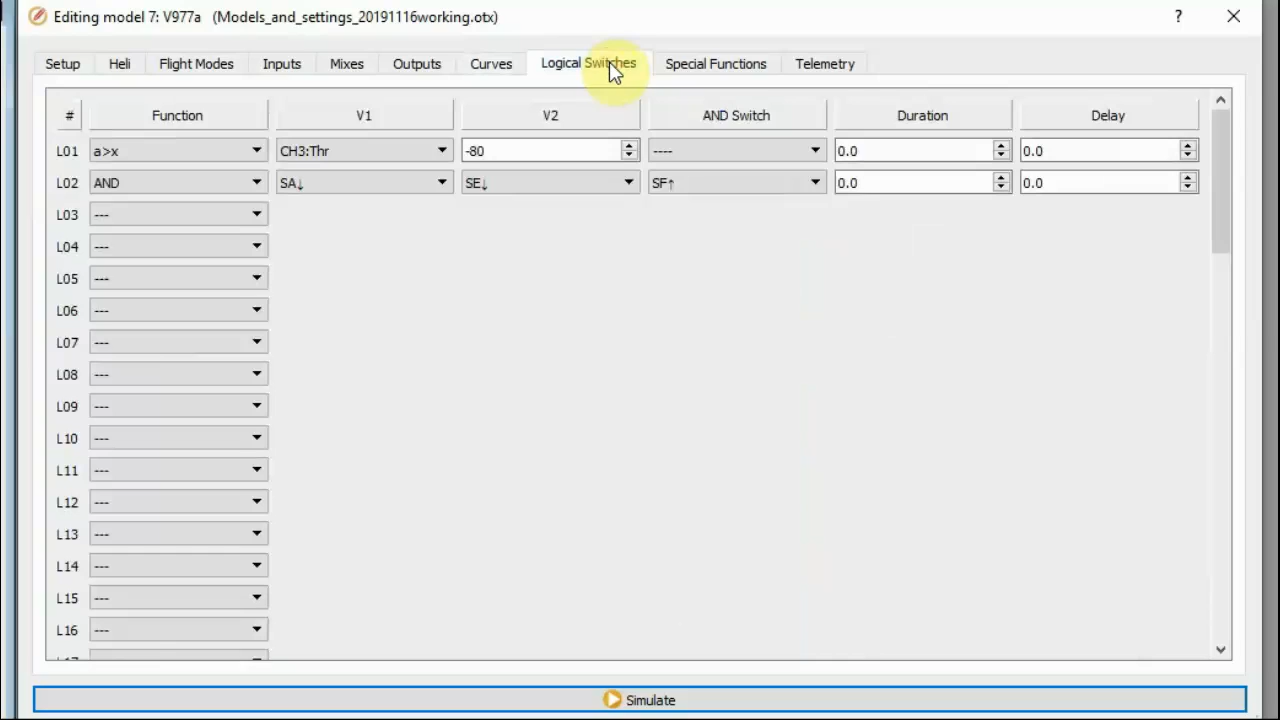 Editing model 7: V977a (Models_and_settings_20191116working.otx) ?
Setup Heli Flight Modes Inputs Mixes Outputs Curves Logical Switches Special Functions Telemetry
# Function V1 V2 AND Switch Duration Delay
L01 a>x CH3:Thr -80 ---- 0.0 0.0
L02 AND SA↓ SE↓ SF↑ 0.0 0.0
L03 ---
L04 ---
L05 ---
L06 ---
L07 ---
L08 ---
L09 ---
L10 ---
L11 ---
L12 ---
L13 ---
L14 ---
L15 ---
L16 ---
Simulate